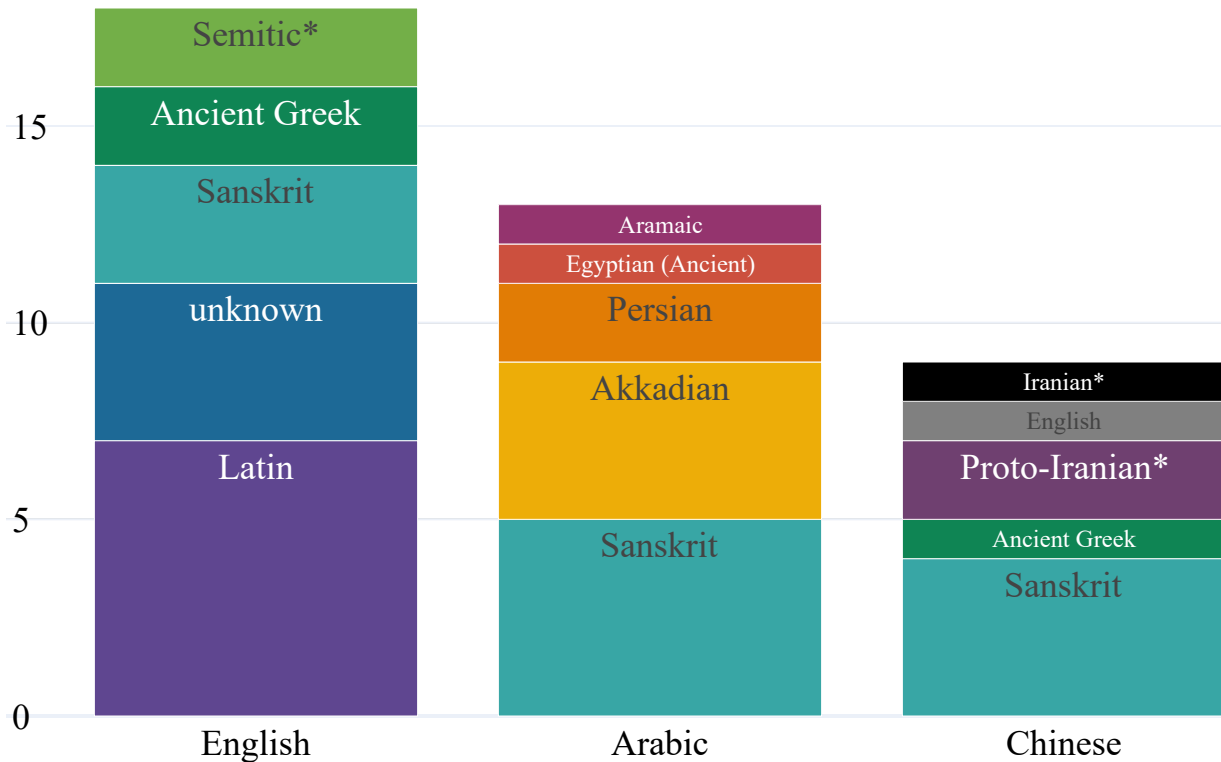 Semitic*
Ancient Greek
Sanskrit
unknown
Latin
Aramaic
Egyptian (Ancient)
Persian
Akkadian
Sanskrit
Iranian*
English
Proto-Iranian*
Ancient Greek
Sanskrit
15
10
5
0
English
Arabic
Chinese